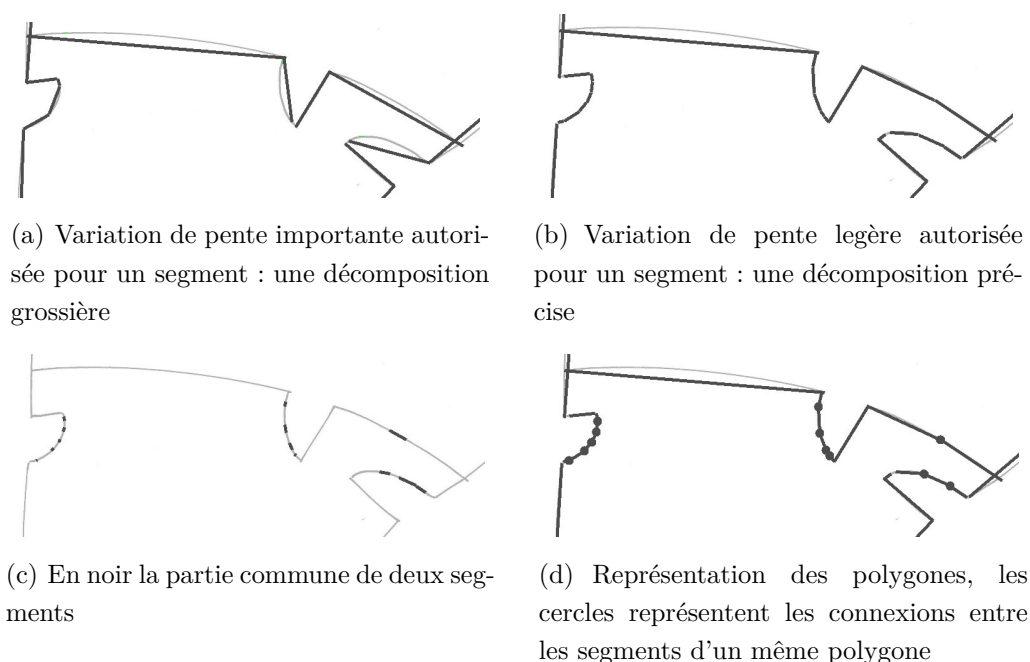 (a) Variation de pente importante autori-
sée pour un segment : une décomposition
grossière
(b) Variation de pente legère autorisée
pour un segment : une décomposition pré-
cise
(c) En noir la partie commune de deux seg-
ments
(d) Représentation des polygones, les
cercles représentent les connexions entre
les segments d'un même polygone